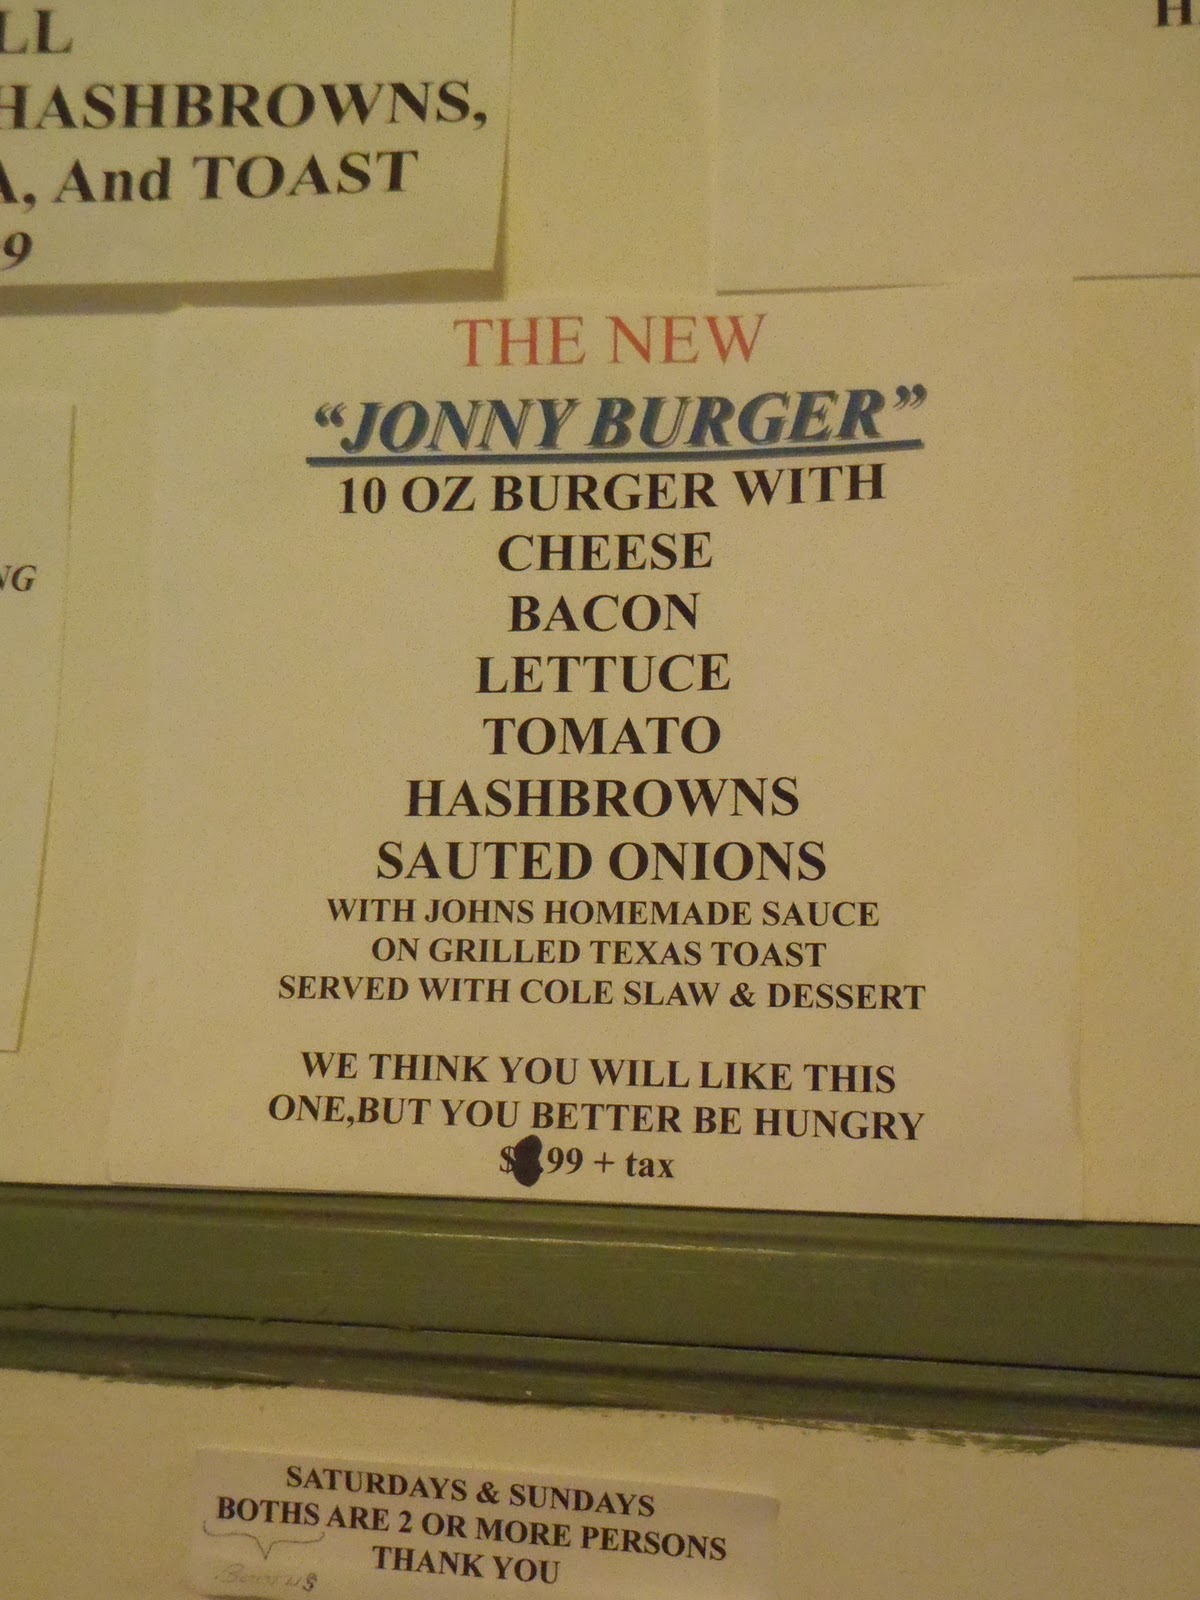 LL
HASHBROWNS,
A, And TOAST
9
H
NG
THE NEW
“JONNY BURGER”
10 OZ BURGER WITH
CHEESE
BACON
LETTUCE
TOMATO
HASHBROWNS
SAUTED ONIONS
WITH JOHNS HOMEMADE SAUCE
ON GRILLED TEXAS TOAST
SERVED WITH COLE SLAW & DESSERT
WE THINK YOU WILL LIKE THIS
ONE,BUT YOU BETTER BE HUNGRY
$ .99 + tax
SATURDAYS & SUNDAYS
BOTHS ARE 2 OR MORE PERSONS
THANK YOU